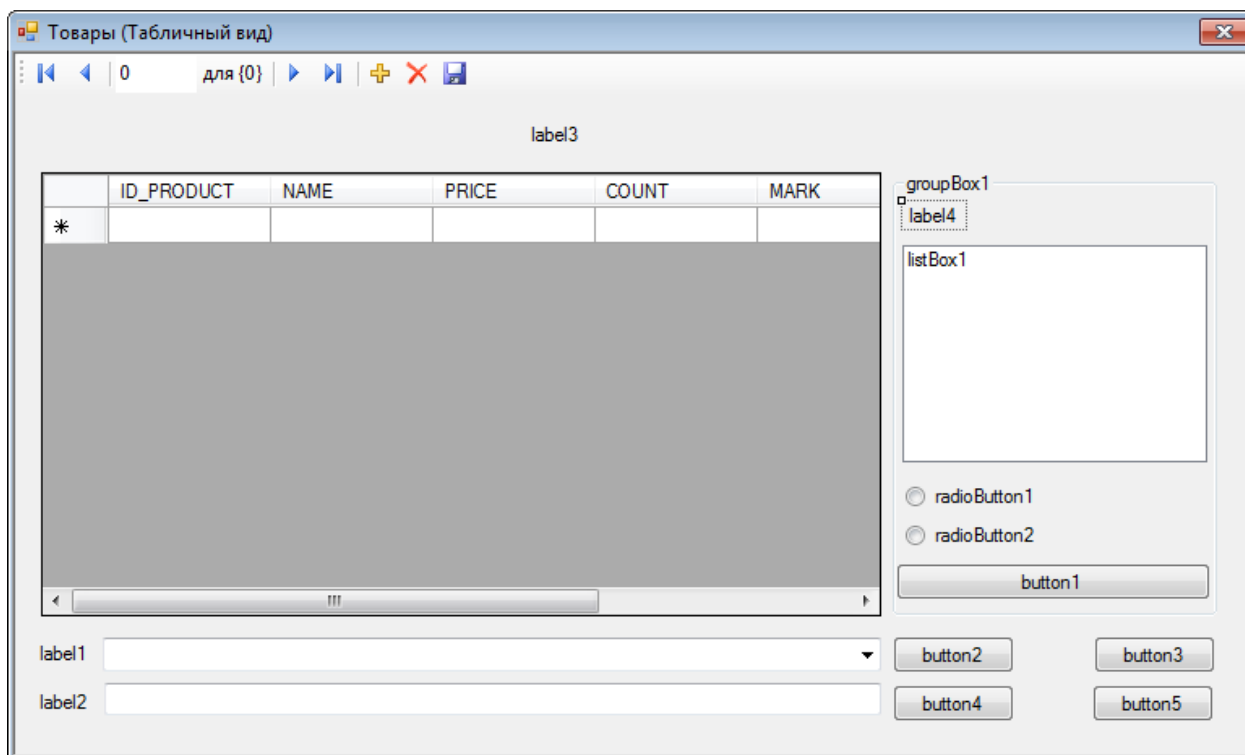 Товары (Табличный вид)
0 для {0}
label3
ID_PRODUCT NAME PRICE COUNT MARK
groupBox1
label4
listBox1
radioButton1
radioButton2
button1
label1
button2 button3
label2
button4 button5